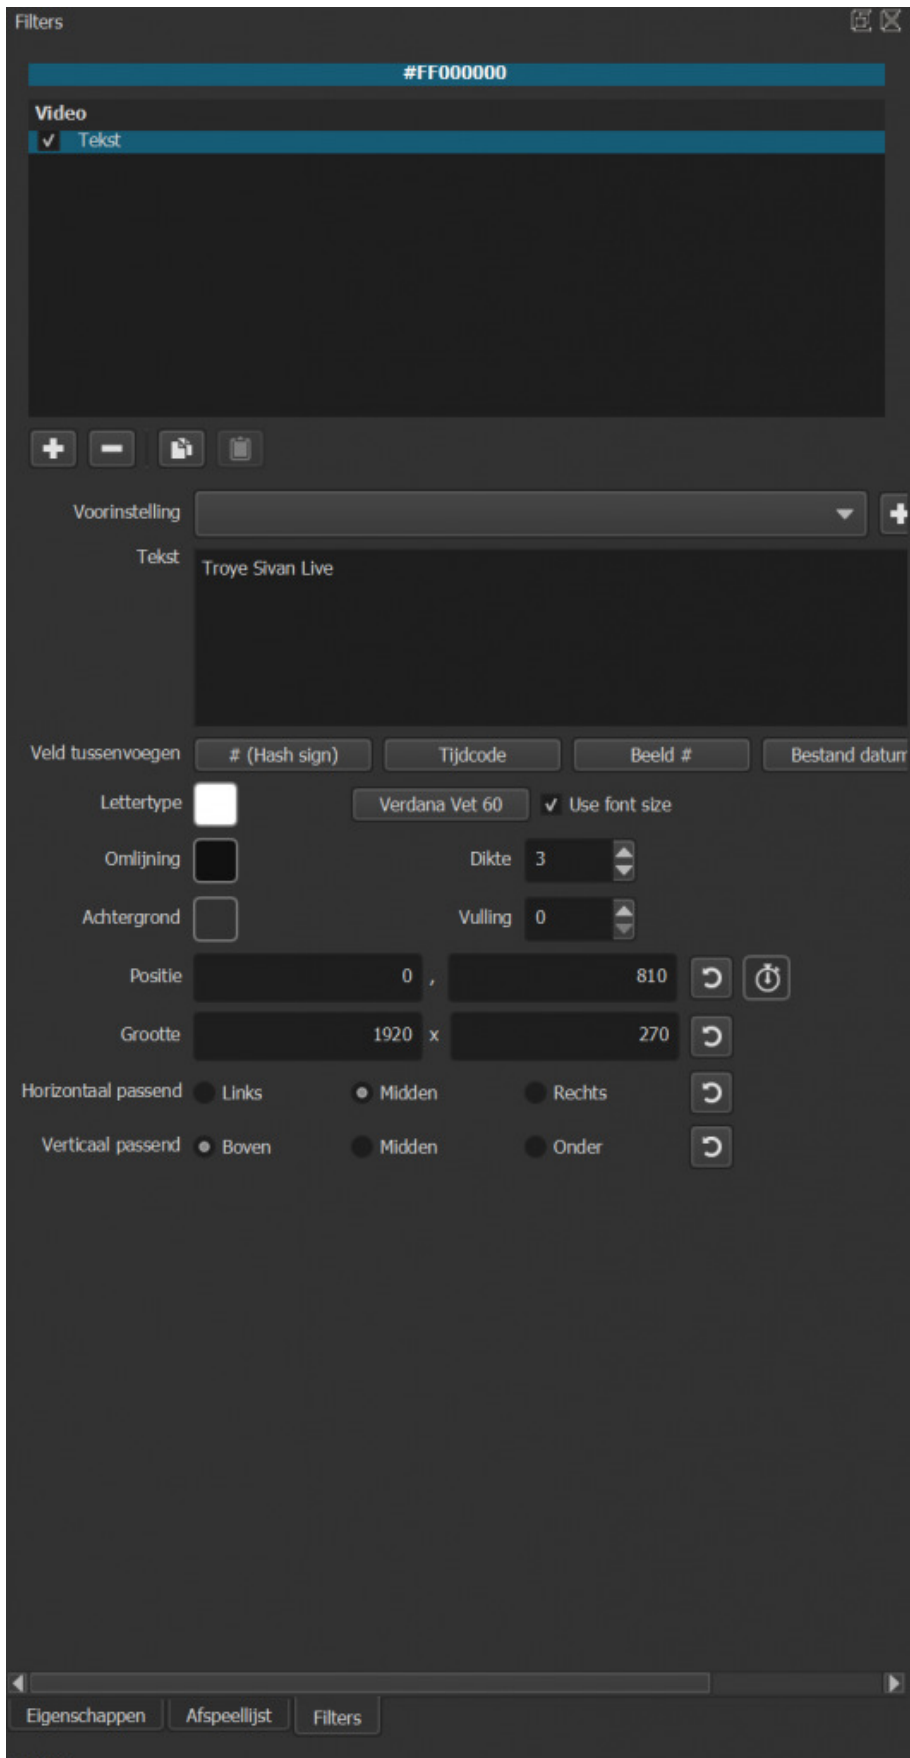 Filters
#FF000000
Video
Tekst
Voorinstelling
Tekst
Troye Sivan Live
Veld tussenvoegen # (Hash sign) Tijdcode Beeld # Bestand datum
Lettertype Verdana Vet 60 Use font size
Omlijning Dikte 3
Achtergrond Vulling 0
Positie 0 , 810
Grootte 1920 x 270
Horizontaal passend Links Midden Rechts
Verticaal passend Boven Midden Onder
Eigenschappen Afspeellijst Filters